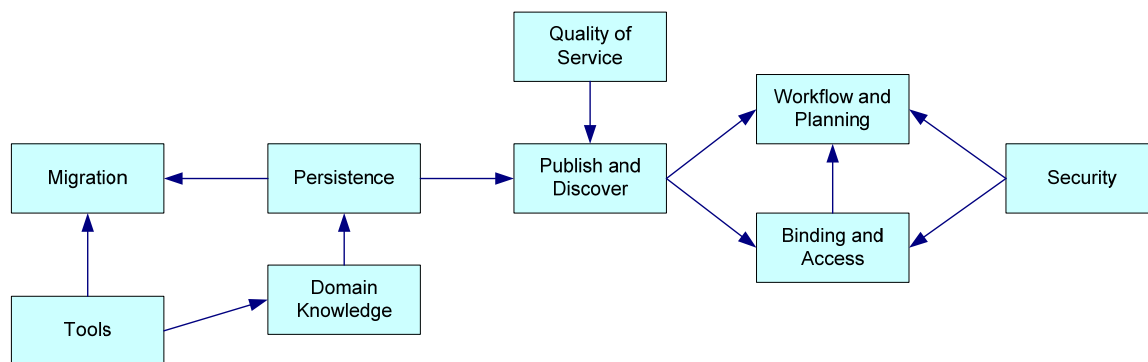 Quality of
Service
Workflow and
Planning
Migration
Persistence
Publish and
Discover
Security
Binding and
Access
Domain
Knowledge
Tools